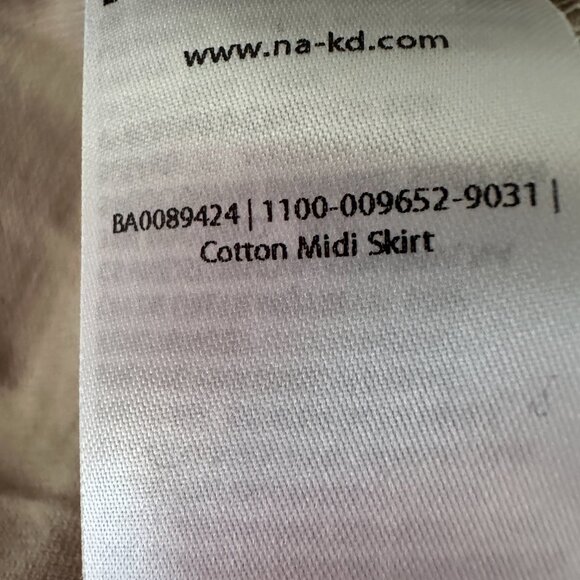 www.na-kd.com
BA0089424 | 1100-009652-9031 |
Cotton Midi Skirt